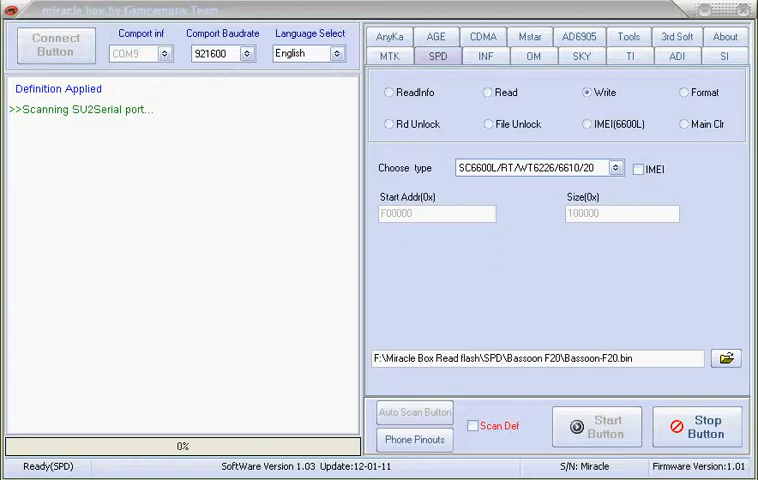 miracle box by Gxmcamous Team
Connect Button
Comport inf
Comport Baudrate
Language Select
COM9
921600
English
Definition Applied
>>Scanning SU2Serial port...
0%
AnyKa AGE CDMA Mstar AD6905 Tools 3rd Soft About
MTK SPD INF OM SKY TI ADI SI
ReadInfo Read Write Format
Rd Unlock File Unlock IMEI(6600L) Main Clr
Choose type SC6600L/RT/WT6226/6610/20 IMEI
Start Addr(0x) Size(0x)
F00000 100000
F:\Miracle Box Read flash\SPD\Bassoon F20\Bassoon-F20.bin
Auto Scan Button
Phone Pinouts
Scan Def
Start Button
Stop Button
Ready(SPD) SoftWare Version 1.03 Update:12-01-11 S/N: Miracle Firmware Version:1.01